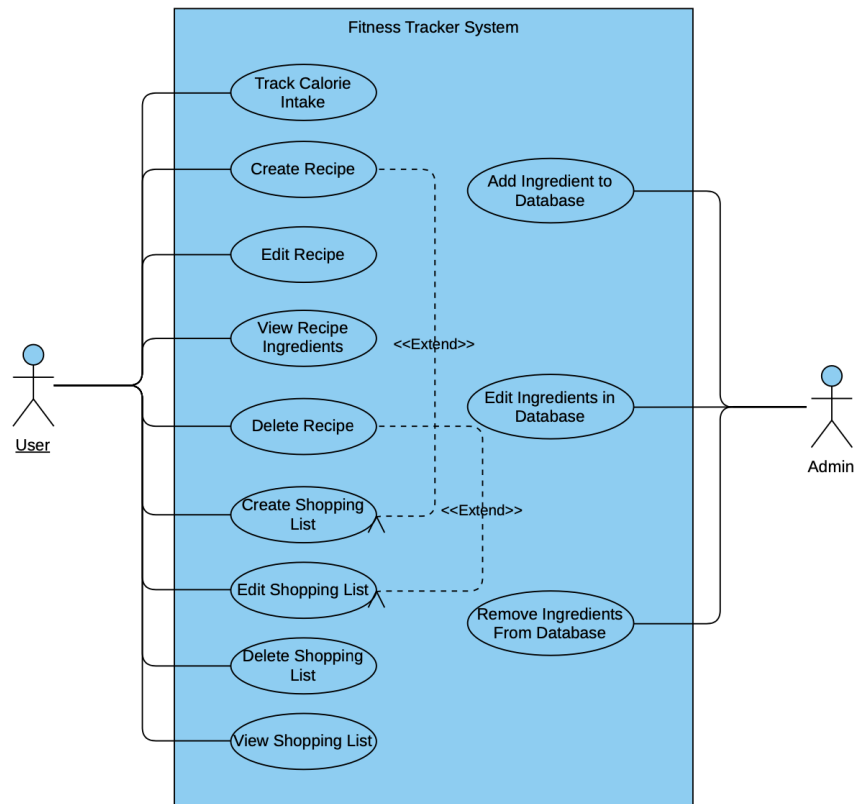 Fitness Tracker System
Track Calorie
Intake
Create Recipe
Add Ingredient to
Database
Edit Recipe
View Recipe
Ingredients
<<Extend>>
Edit Ingredients in
Database
Delete Recipe
User
Admin
Create Shopping
List
<<Extend>>
Edit Shopping List
Remove Ingredients
From Database
Delete Shopping
List
View Shopping List